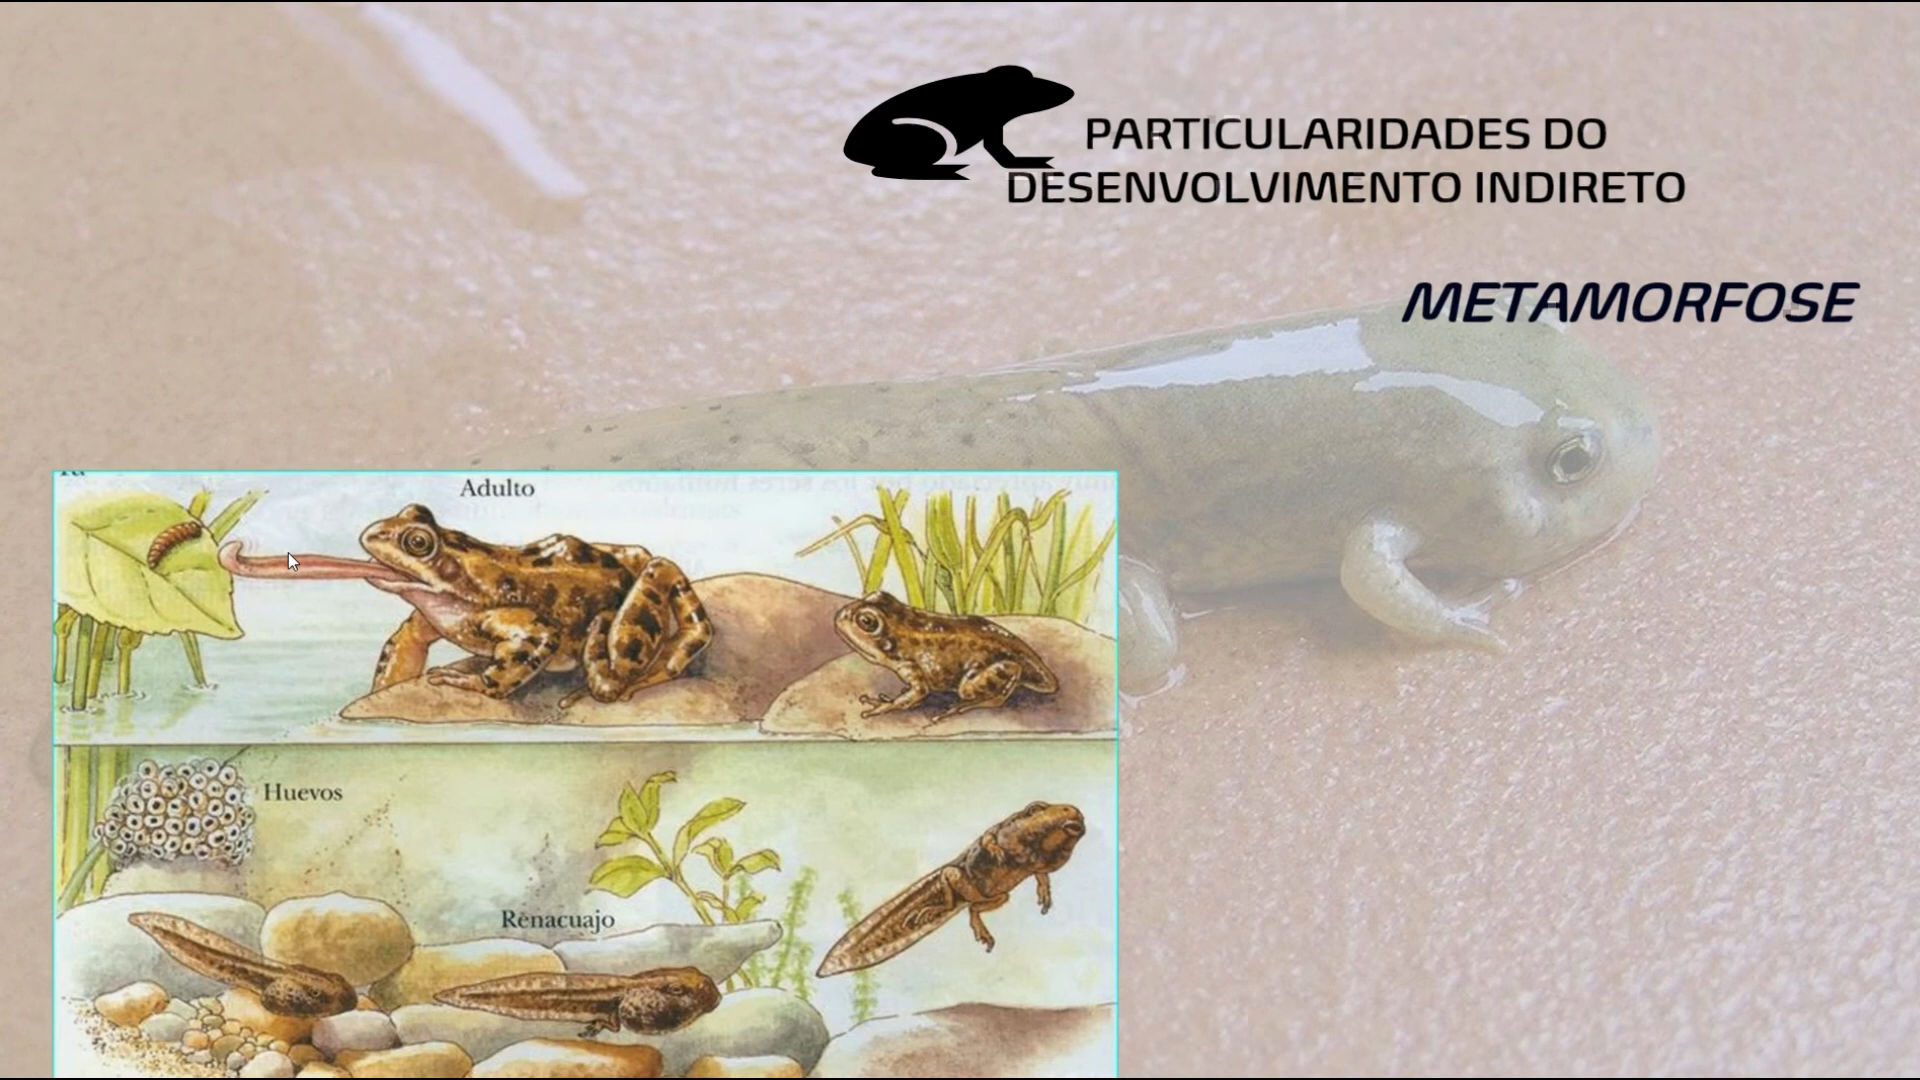 PARTICULARIDADES DO
DESENVOLVIMENTO INDIRETO
METAMORFOSE
Adulto
Huevos
Renacuajo